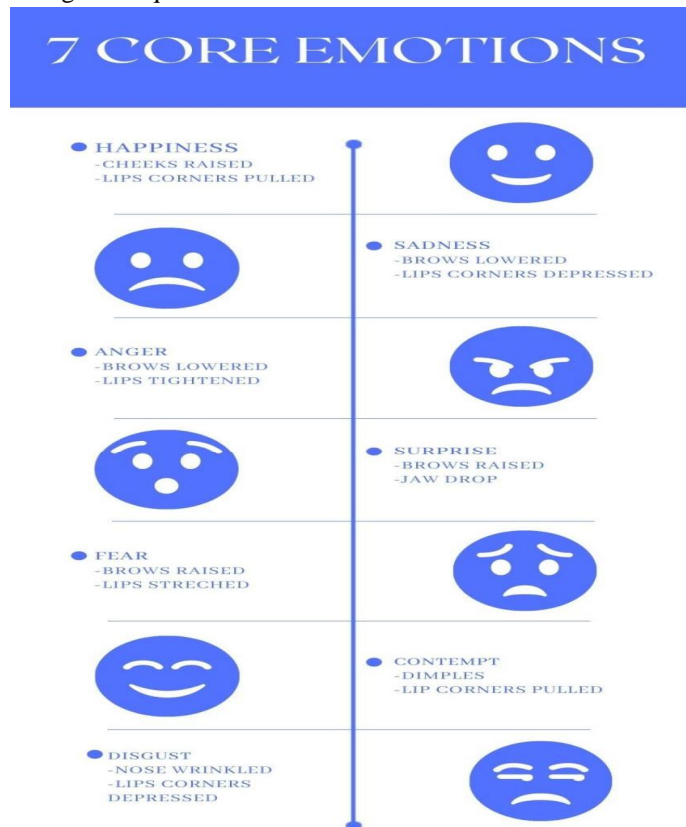 7 CORE EMOTIONS
HAPPINESS
-CHEEKS RAISED
-LIPS CORNERS PULLED
SADNESS
-BROWS LOWERED
-LIPS CORNERS DEPRESSED
ANGER
-BROWS LOWERED
-LIPS TIGHTENED
SURPRISE
-BROWS RAISED
-JAW DROP
FEAR
-BROWS RAISED
-LIPS STRECHED
CONTEMPT
-DIMPLES
-LIP CORNERS PULLED
DISGUST
-NOSE WRINKLED
-LIPS CORNERS
DEPRESSED